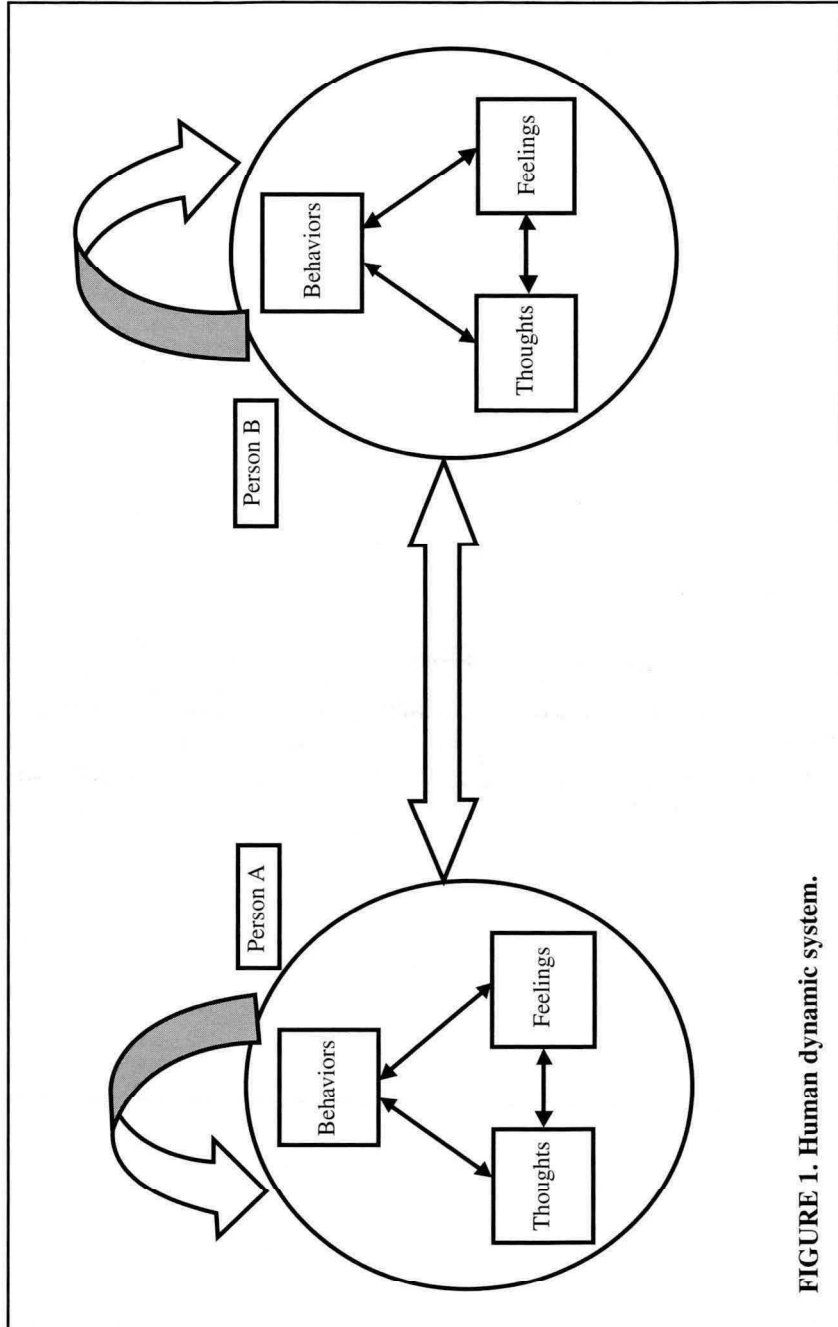 Person A
Behaviors
Thoughts
Feelings
Person B
Behaviors
Thoughts
Feelings
FIGURE 1. Human dynamic system.